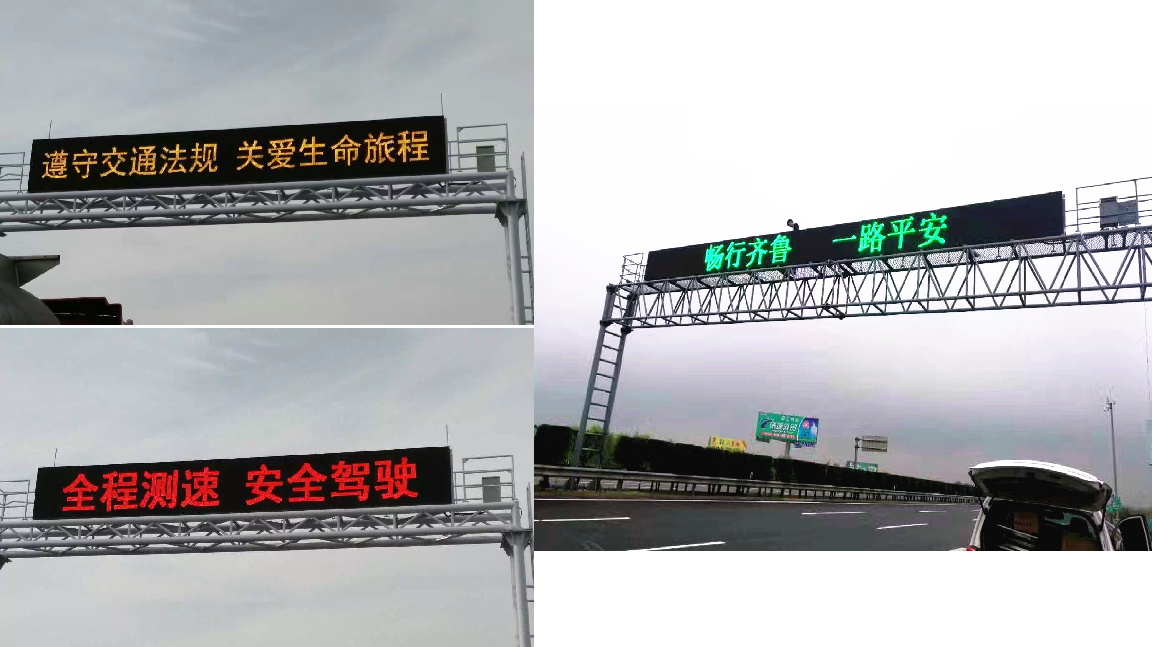 遵守交通法规 关爱生命旅程
全程测速 安全驾驶
畅行齐鲁 一路平安